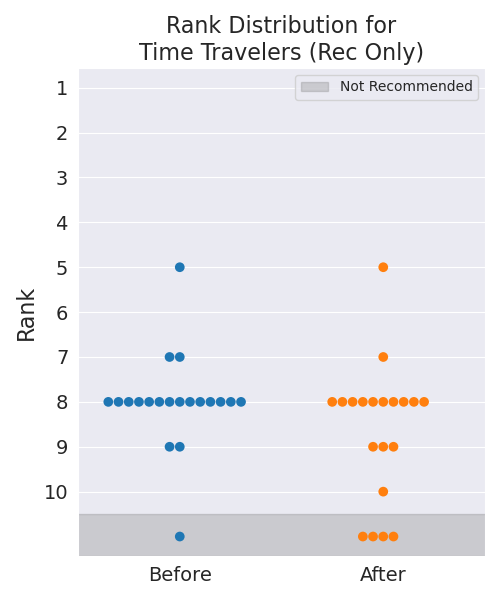 Rank Distribution for
Time Travelers (Rec Only)
Not Recommended
1
2
3
4
5
6
7
8
9
10
Rank
Before
After